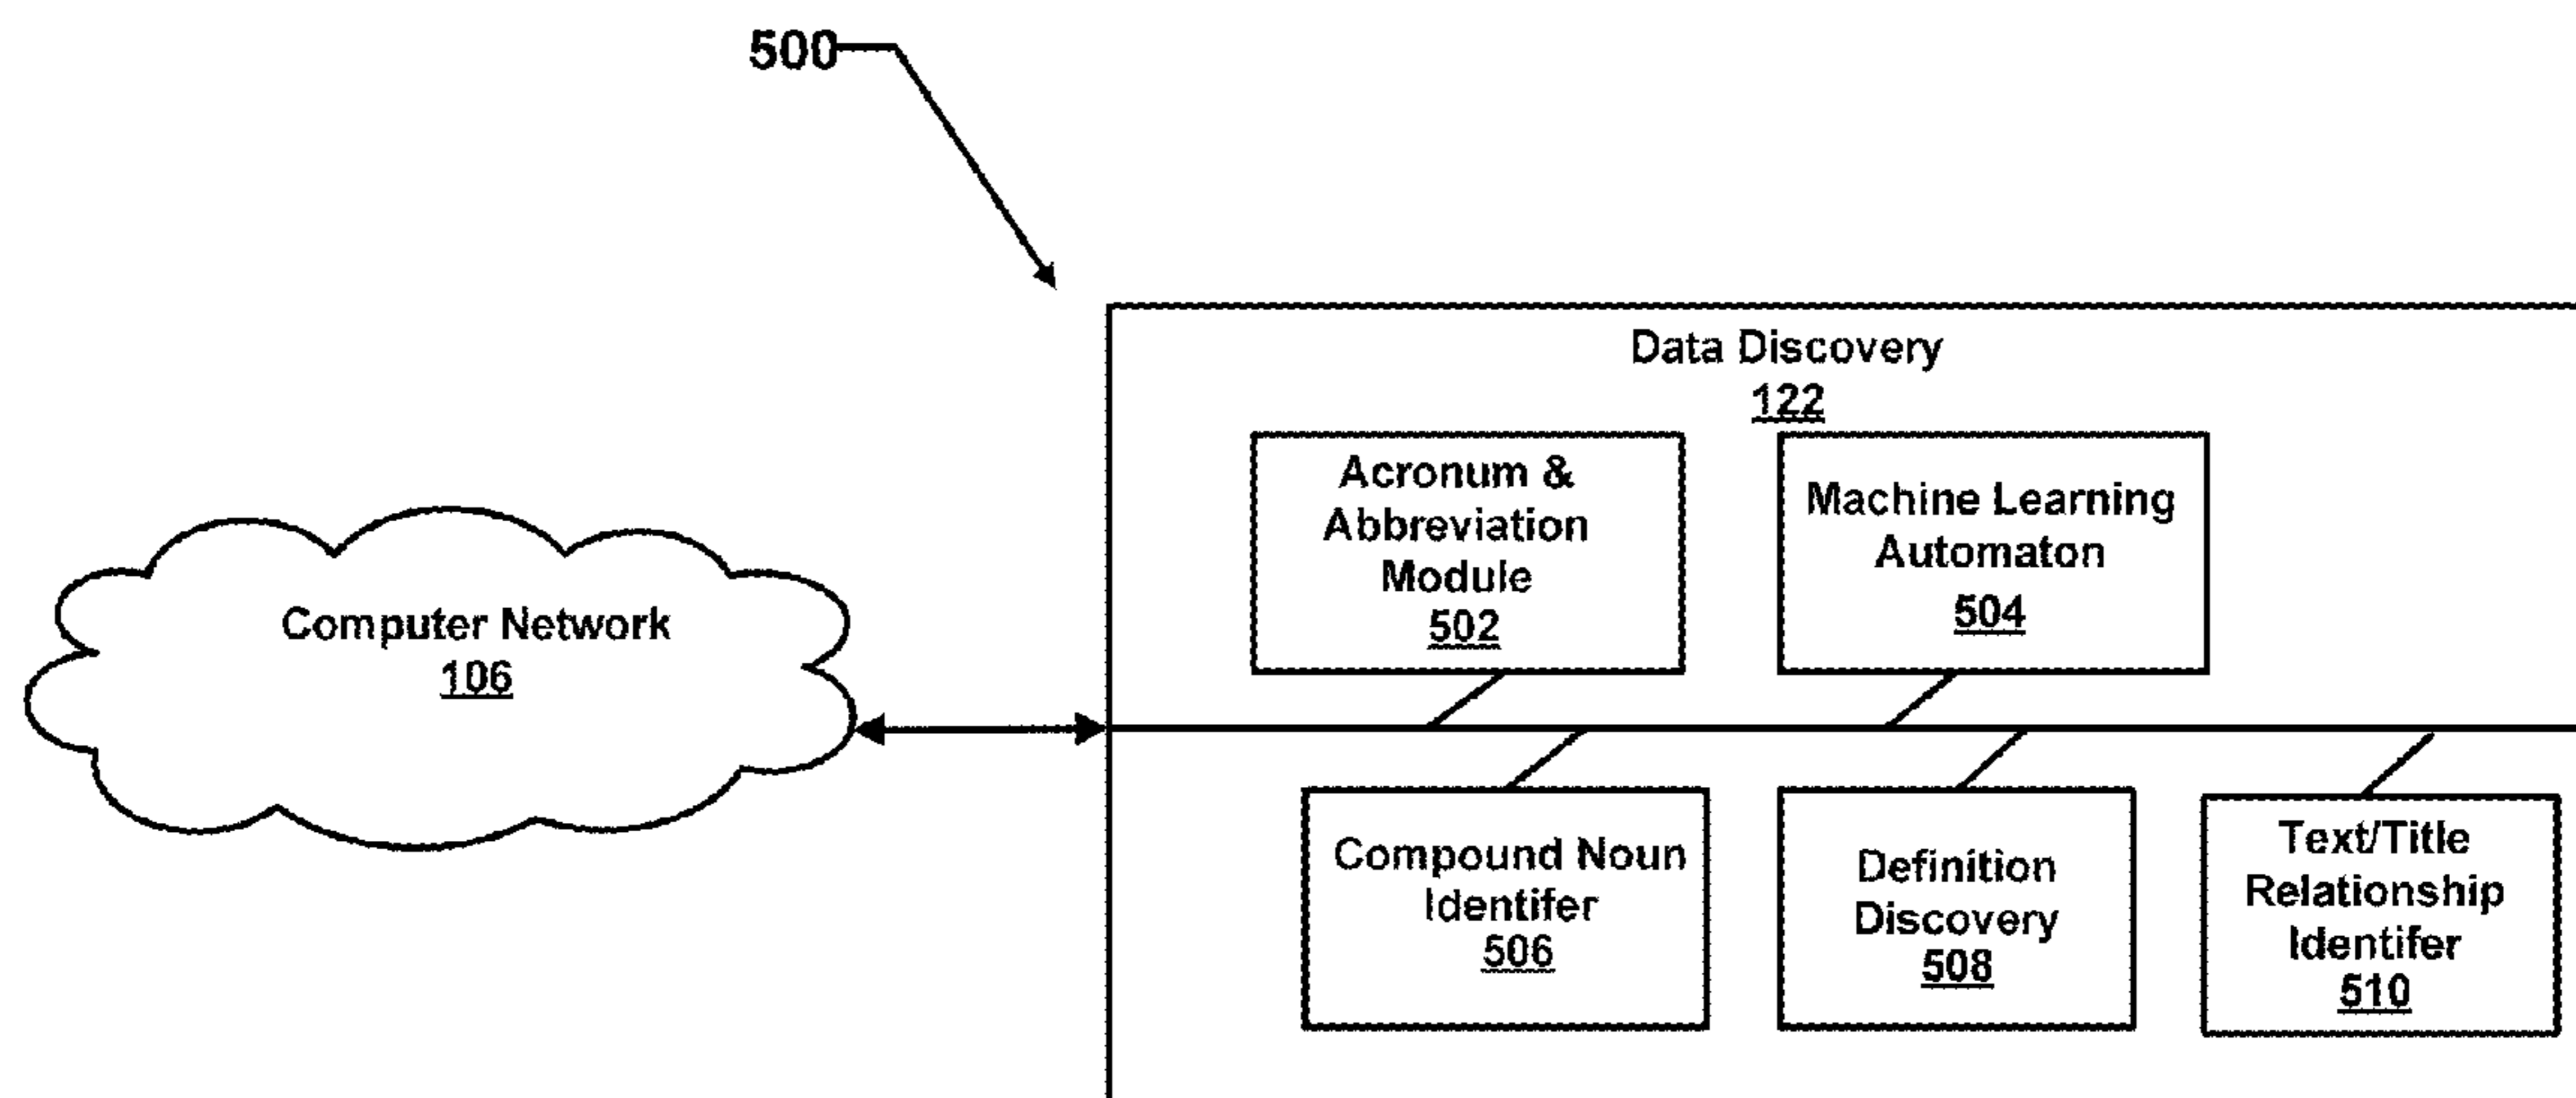 500
Data Discovery
122
Acronum &
Abbreviation
Module
502
Machine Learning
Automaton
504
Computer Network
106
Compound Noun
Identifer
506
Definition
Discovery
508
Text/Title
Relationship
Identifer
510